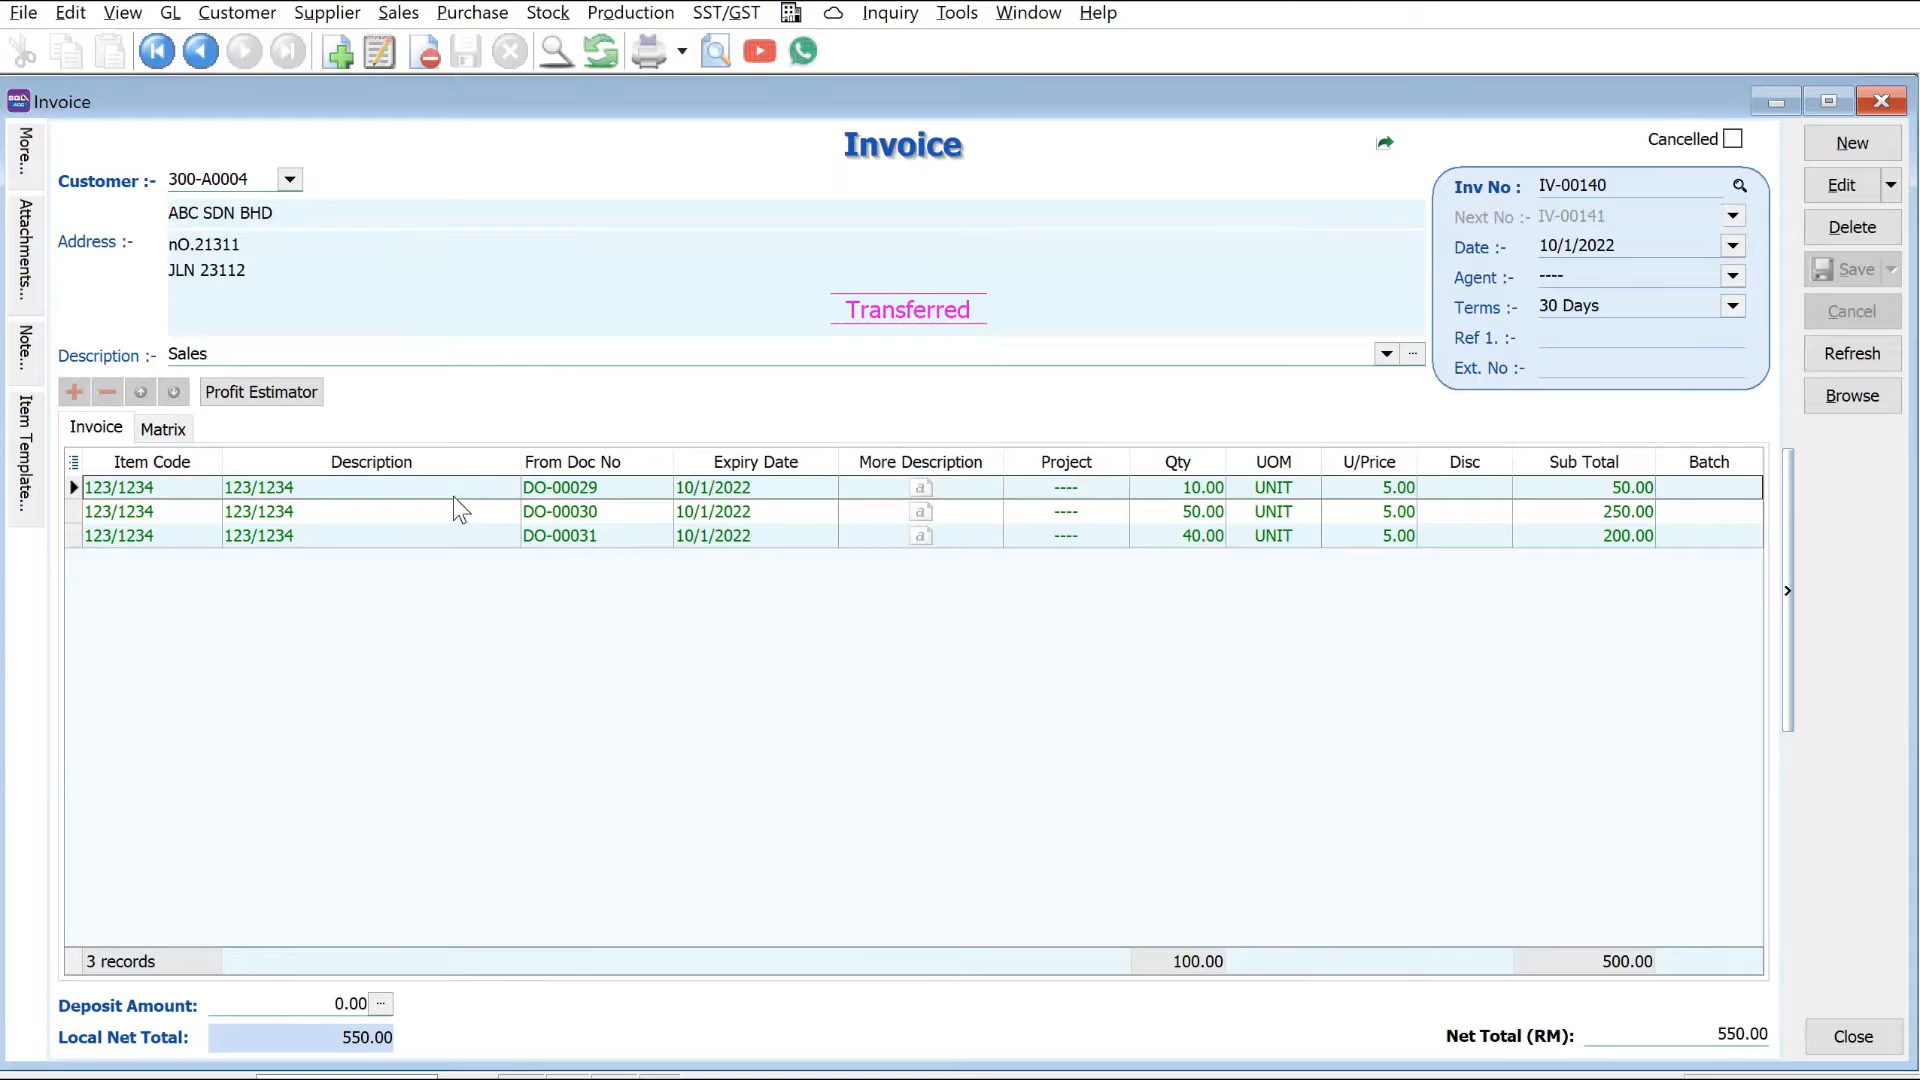 File Edit View GL Customer Supplier Sales Purchase Stock Production SST/GST Inquiry Tools Window Help
SQL ACC Invoice
Invoice
Cancelled
Customer :- 300-A0004
ABC SDN BHD
Address :- nO.21311
JLN 23112
Transferred
Description :- Sales
Inv No : IV-00140
Next No :- IV-00141
Date :- 10/1/2022
Agent :- ----
Terms :- 30 Days
Ref 1. :-
Ext. No :-
New
Edit
Delete
Save
Cancel
Refresh
Browse
More...
Attachments...
Note...
Item Template...
Profit Estimator
Invoice Matrix
Item Code Description From Doc No Expiry Date More Description Project Qty UOM U/Price Disc Sub Total Batch
123/1234 123/1234 DO-00029 10/1/2022 a ---- 10.00 UNIT 5.00 50.00
123/1234 123/1234 DO-00030 10/1/2022 a ---- 50.00 UNIT 5.00 250.00
123/1234 123/1234 DO-00031 10/1/2022 a ---- 40.00 UNIT 5.00 200.00
3 records 100.00 500.00
Deposit Amount: 0.00 ...
Local Net Total: 550.00
Net Total (RM): 550.00
Close